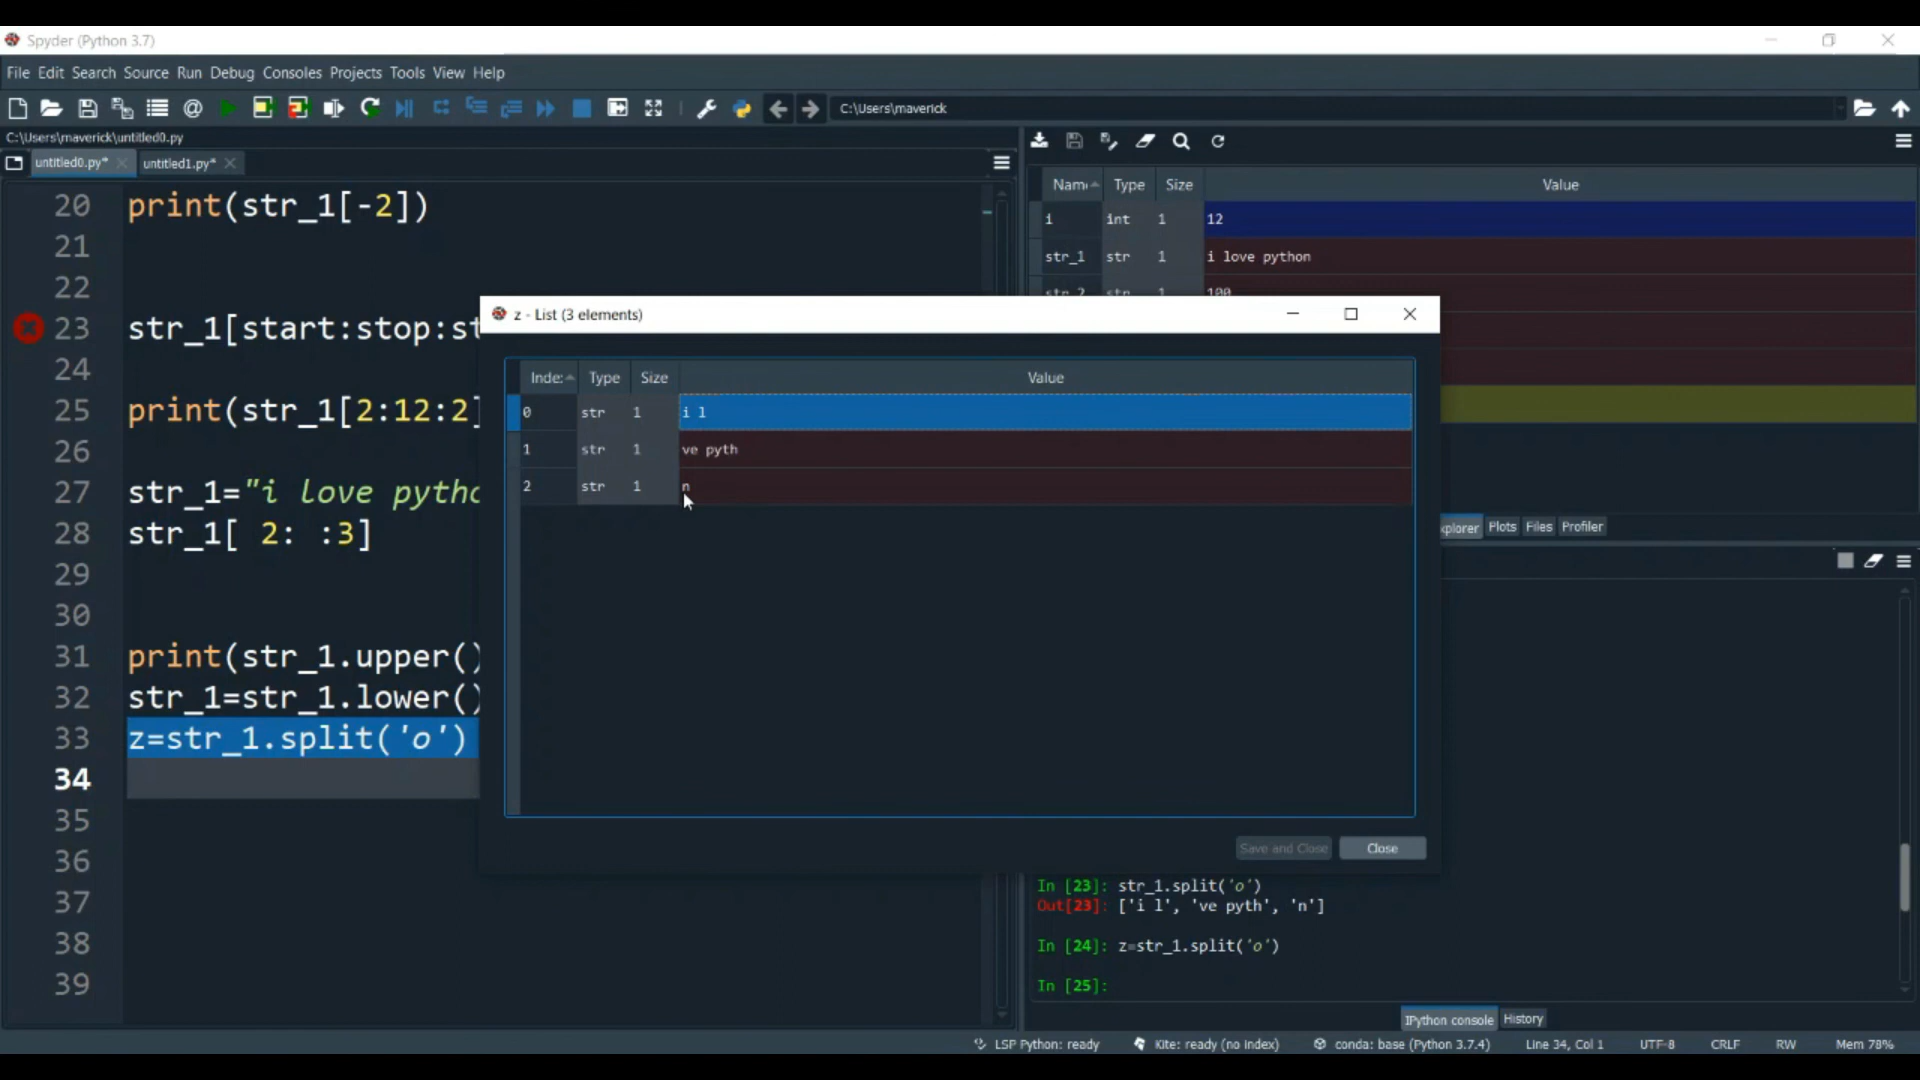 Spyder (Python 3.7)
File Edit Search Source Run Debug Consoles Projects Tools View Help
C:\Users\maverick
C:\Users\maverick\untitled0.py
untitled0.py*
untitled1.py*
20 print(str_1[-2])
21
22
23 str_1[start:stop:st
24
25 print(str_1[2:12:2]
26
27 str_1="i love pytho
28 str_1[ 2: :3]
29
30
31 print(str_1.upper()
32 str_1=str_1.lower()
33 z=str_1.split('o')
34
35
36
37
38
39
Name Type Size Value
i int 1 12
str_1 str 1 i love python
str_2 str 1 100
z - List (3 elements)
Inde: Type Size Value
0 str 1 i l
1 str 1 ve pyth
2 str 1 n
Save and Close Close
xplorer Plots Files Profiler
In [23]: str_1.split('o')
Out[23]: ['i l', 've pyth', 'n']
In [24]: z=str_1.split('o')
In [25]:
IPython console History
LSP Python: ready Kite: ready (no index) conda: base (Python 3.7.4) Line 34, Col 1 UTF-8 CRLF RW Mem 78%